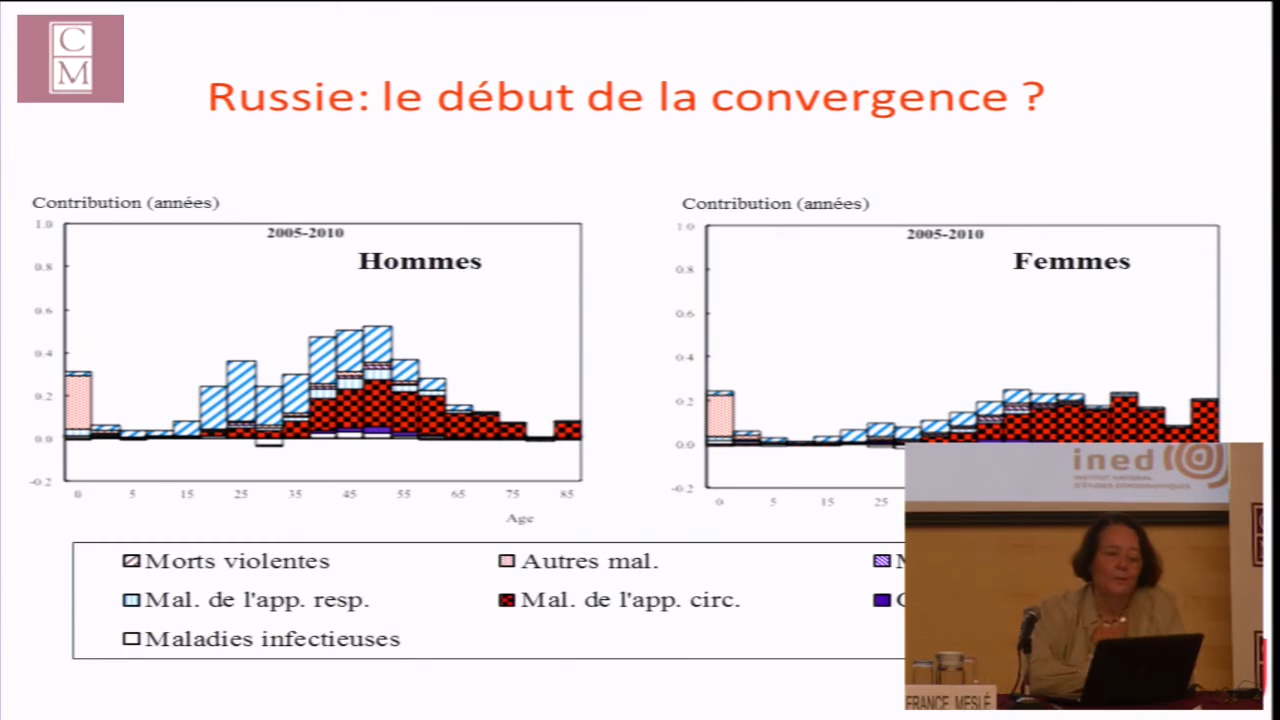 C
M
Russie: le début de la convergence ?
Contribution (années)
1.0
0.8
0.6
0.4
0.2
0.0
-0.2
2005-2010
Hommes
0 5 15 25 35 45 55 65 75 85
Age
Contribution (années)
1.0
0.8
0.6
0.4
0.2
0.0
-0.2
2005-2010
Femmes
0 5 15 25
Morts violentes
Autres mal.
Mal. de l'app. resp.
Mal. de l'app. circ.
Maladies infectieuses
ined
INSTITUT NATIONAL
D'ÉTUDES DÉMOGRAPHIQUES
FRANCE MESLÉ